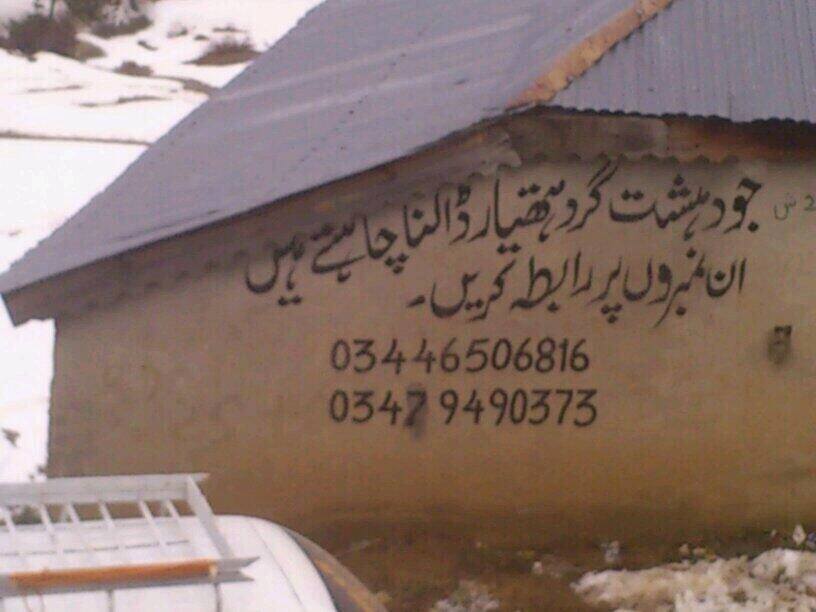 جو دہشت گرد ہتھیار ڈالنا چاہتے ہیں
ان نمبروں پر رابطہ کریں۔
03446506816
0347 9490373